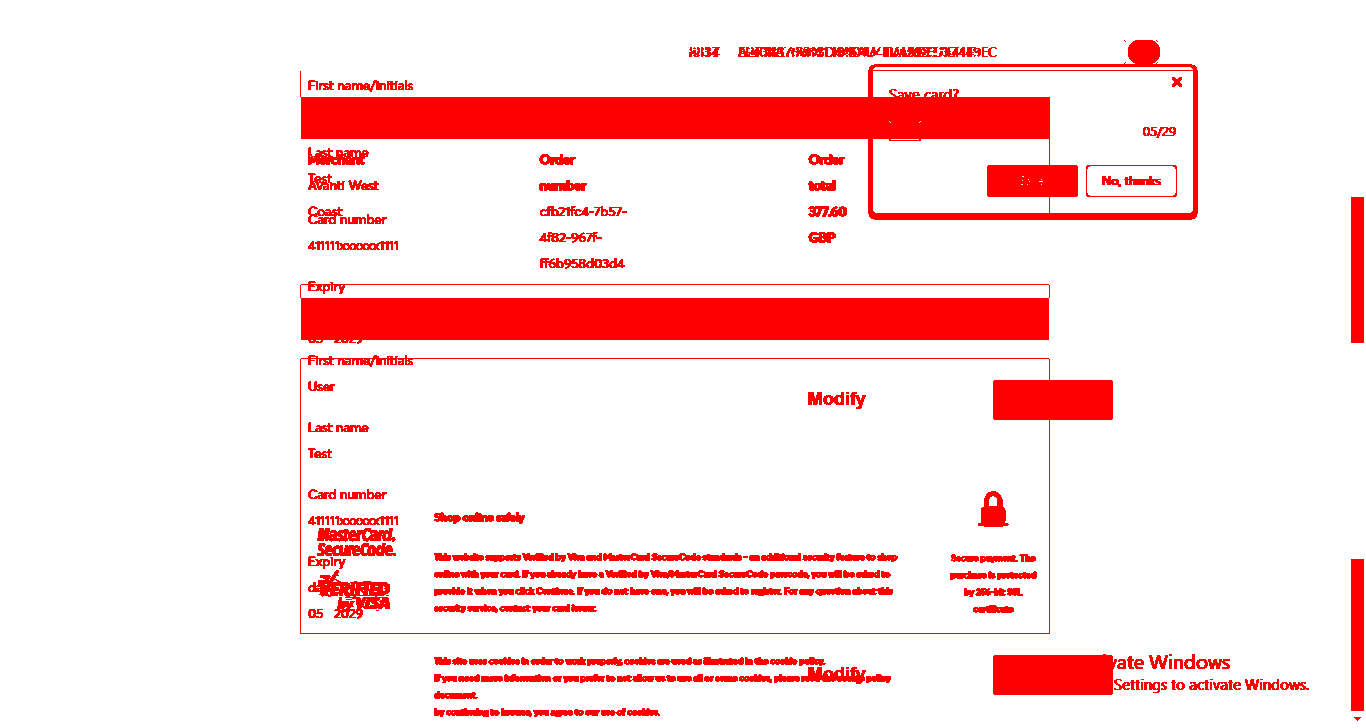 First name/Initials
Save card?
05/29
Last name
Merchant
Order
Order
Test
Avanti West
number
total
No, thanks
Coast
cfb21fc4-7b57-
377.60
Card number
4f82-967f-
GBP
411111xxxxxx1111
ff6b958d03d4
Expiry
05 2029
First name/Initials
User
Modify
Last name
Test
Card number
411111xxxxxx1111
Shop online safely
MasterCard.
SecureCode.
This website supports Verified by Visa and MasterCard SecureCode standards - an additional security feature to shop
online with your card. If you already have a Verified by Visa/MasterCard SecureCode passcode, you will be asked to
provide it when you click Continue. If you do not have one, you will be asked to register. For any question about this
security service, contact your card issuer.
Secure payment. The
purchase is protected
by 256-bit SSL
certificate
Expiry
VERIFIED
by VISA
05 2029
This site uses cookies in order to work properly, cookies are used as illustrated in the cookie policy.
If you need more information or you prefer to not allow us to use all or some cookies, please policy
document.
by continuing to browse, you agree to our use of cookies.
Modify
vate Windows
Settings to activate Windows.